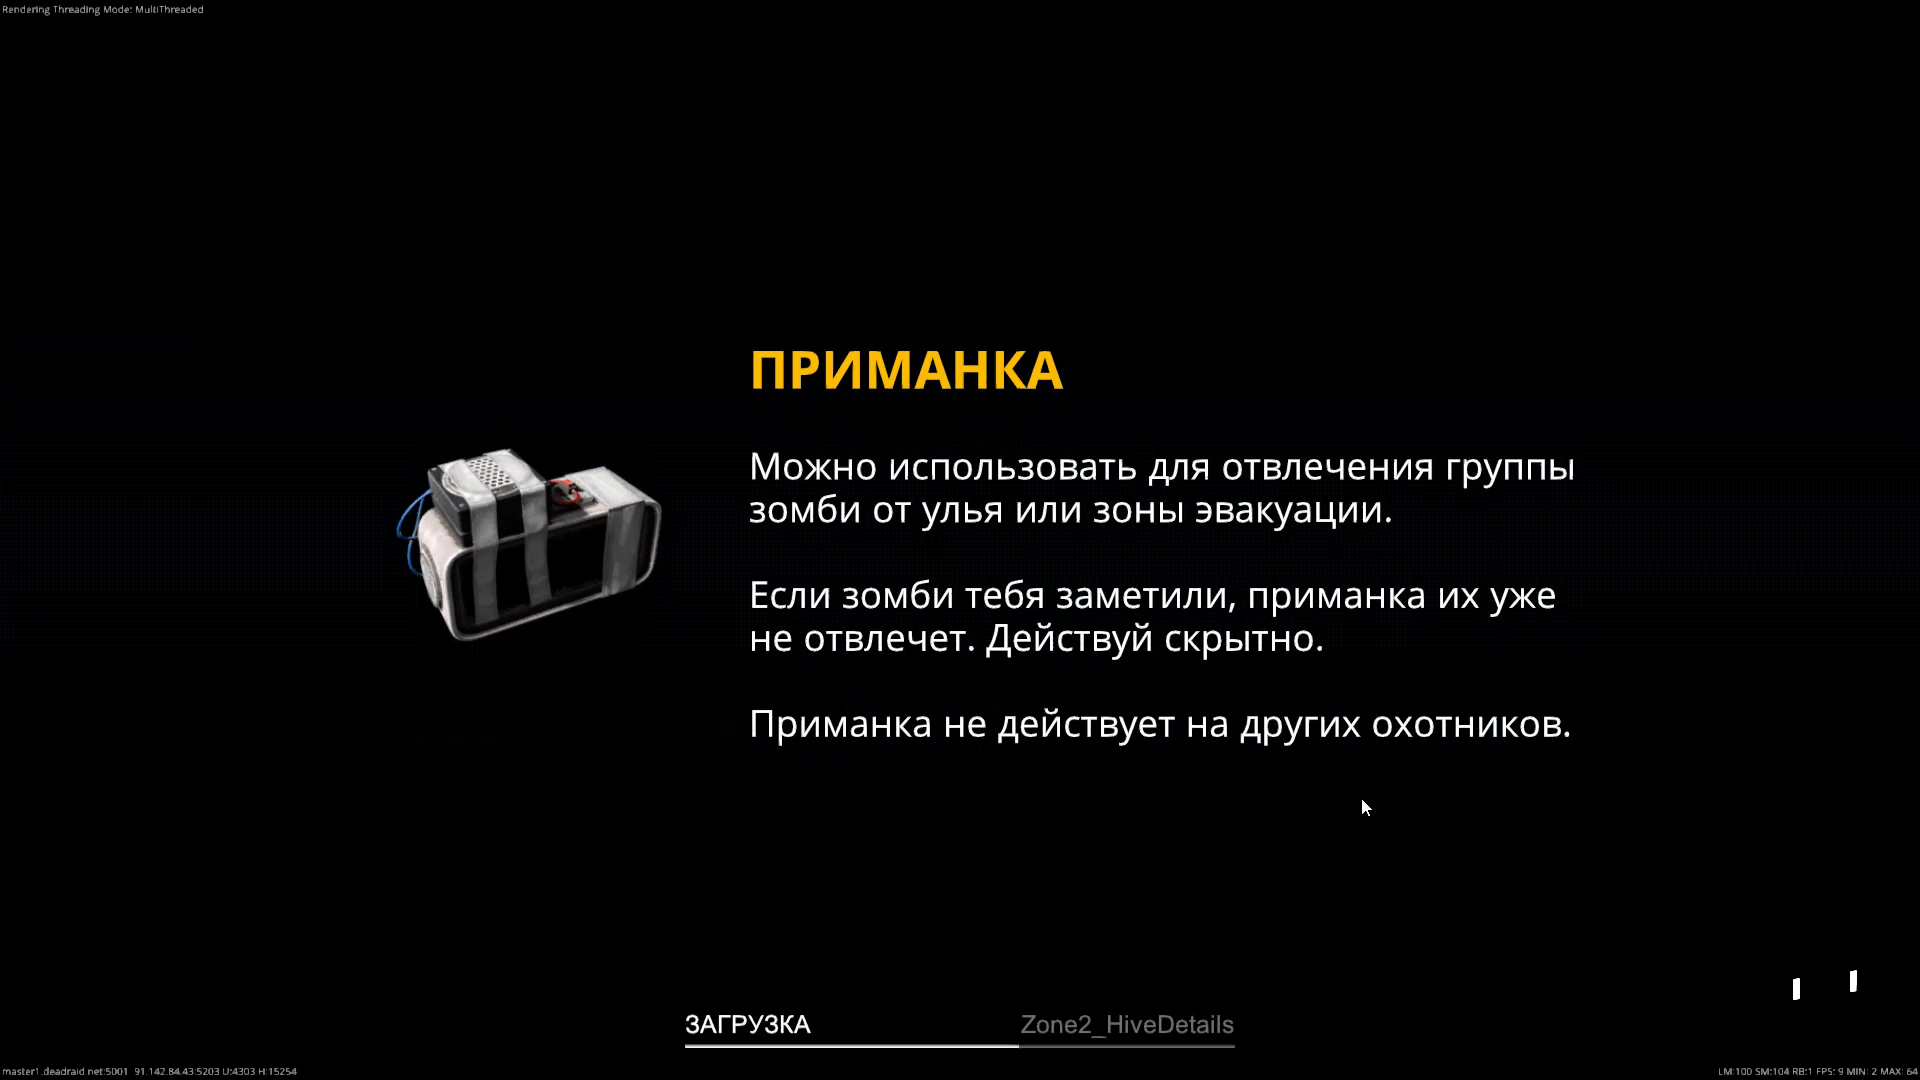 Rendering Threading Mode: MultiThreaded
ПРИМАНКА
Можно использовать для отвлечения группы
зомби от улья или зоны эвакуации.
Если зомби тебя заметили, приманка их уже
не отвлечет. Действуй скрытно.
Приманка не действует на других охотников.
ЗАГРУЗКА
Zone2_HiveDetails
master1.deadraid.net:5001 91.142.84.43:5203 U:4303 H:15254
LM:100 SM:104 RB:1 FPS: 9 MIN: 2 MAX: 64